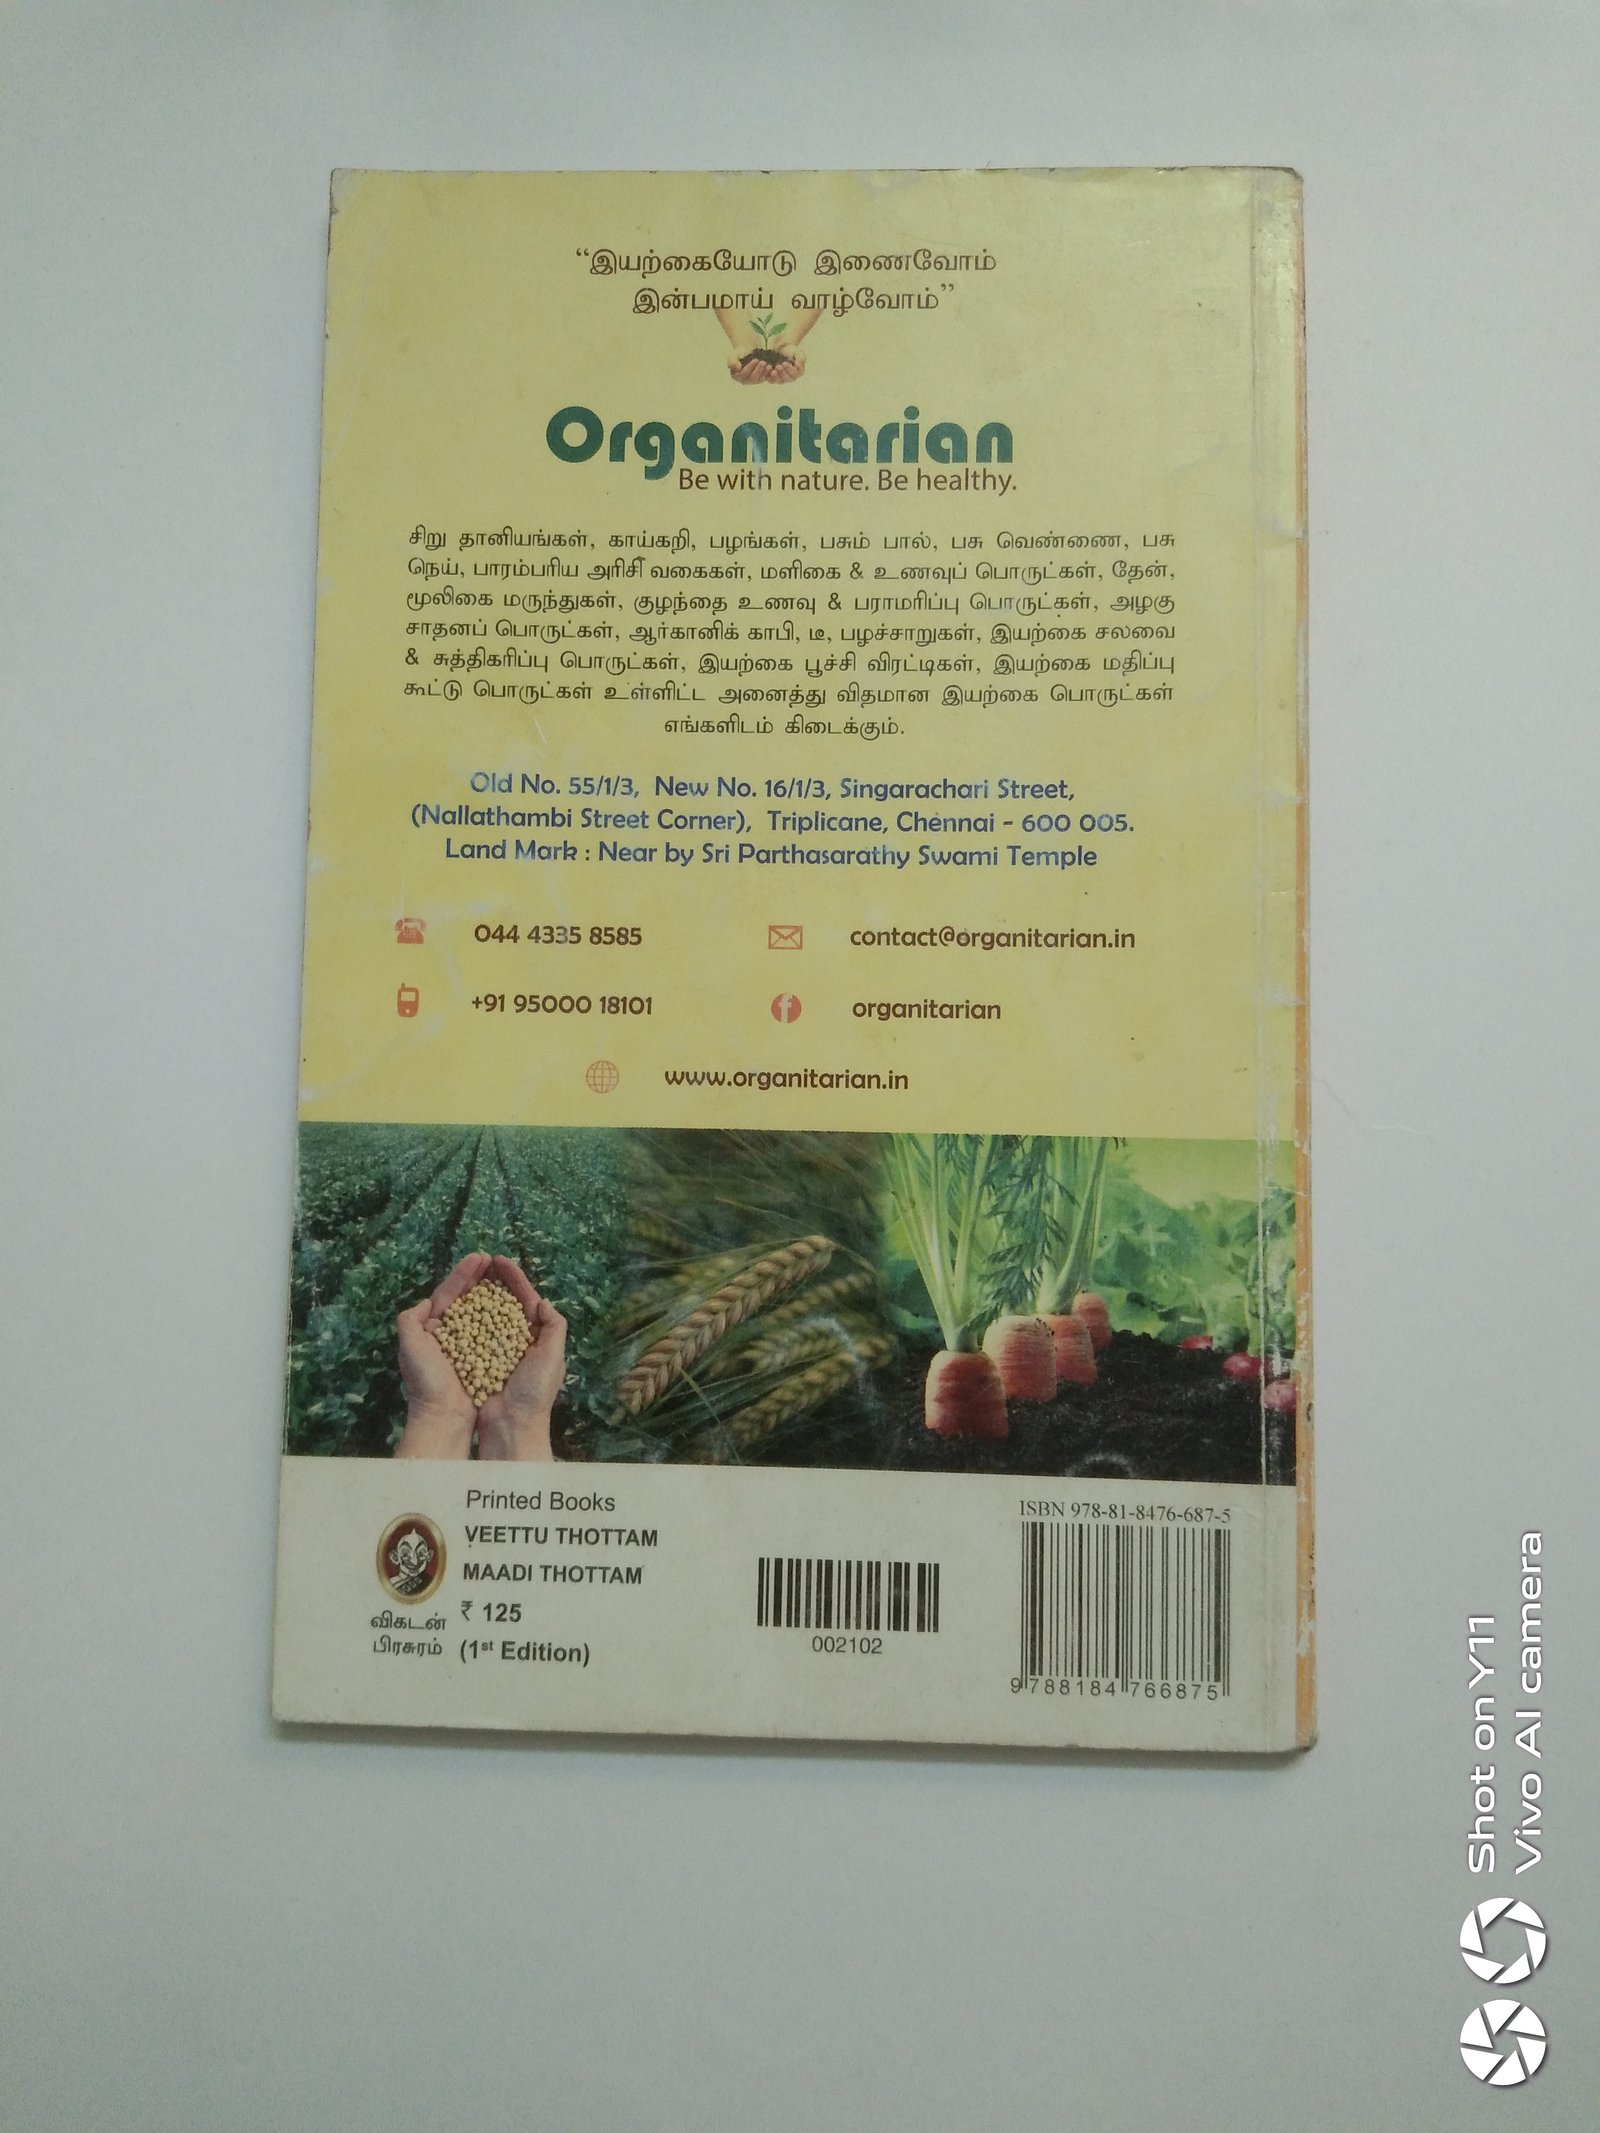 “இயற்கையோடு இணைவோம்
இன்பமாய் வாழ்வோம்”
Organitarian
Be with nature. Be healthy.
சிறு தானியங்கள், காய்கறி, பழங்கள், பசும் பால், பசு வெண்ணை, பசு
நெய், பாரம்பரிய அரிசி வகைகள், மளிகை & உணவுப் பொருட்கள், தேன்,
மூலிகை மருந்துகள், குழந்தை உணவு & பராமரிப்பு பொருட்கள், அழகு
சாதனப் பொருட்கள், ஆர்கானிக் காபி, டீ, பழச்சாறுகள், இயற்கை சலவை
& சுத்திகரிப்பு பொருட்கள், இயற்கை பூச்சி விரட்டிகள், இயற்கை மதிப்பு
கூட்டு பொருட்கள் உள்ளிட்ட அனைத்து விதமான இயற்கை பொருட்கள்
எங்களிடம் கிடைக்கும்.
Old No. 55/1/3, New No. 16/1/3, Singarachari Street,
(Nallathambi Street Corner), Triplicane, Chennai - 600 005.
Land Mark : Near by Sri Parthasarathy Swami Temple
044 4335 8585
contact@organitarian.in
+91 95000 18101
organitarian
www.organitarian.in
Printed Books
VEETTU THOTTAM
MAADI THOTTAM
₹ 125
(1st Edition)
விகடன்
பிரசுரம்
002102
ISBN 978-81-8476-687-5
9 788184 766875
Shot on Y11
Vivo AI camera